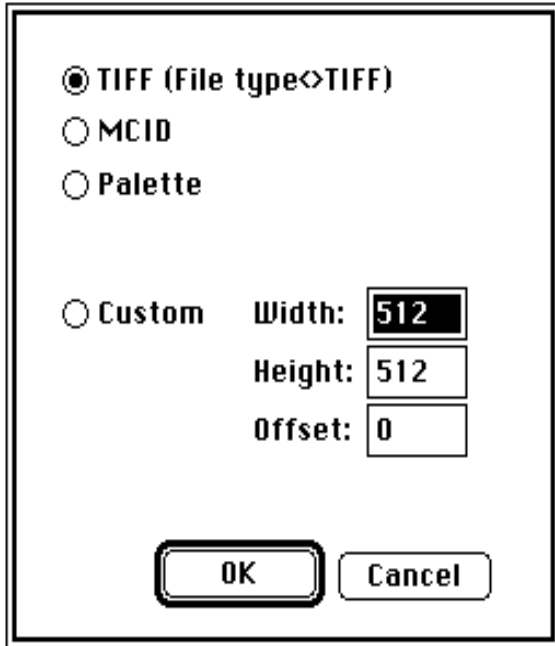 TIFF (File type<>TIFF)
MCID
Palette
Custom Width: 512
Height: 512
Offset: 0
OK Cancel